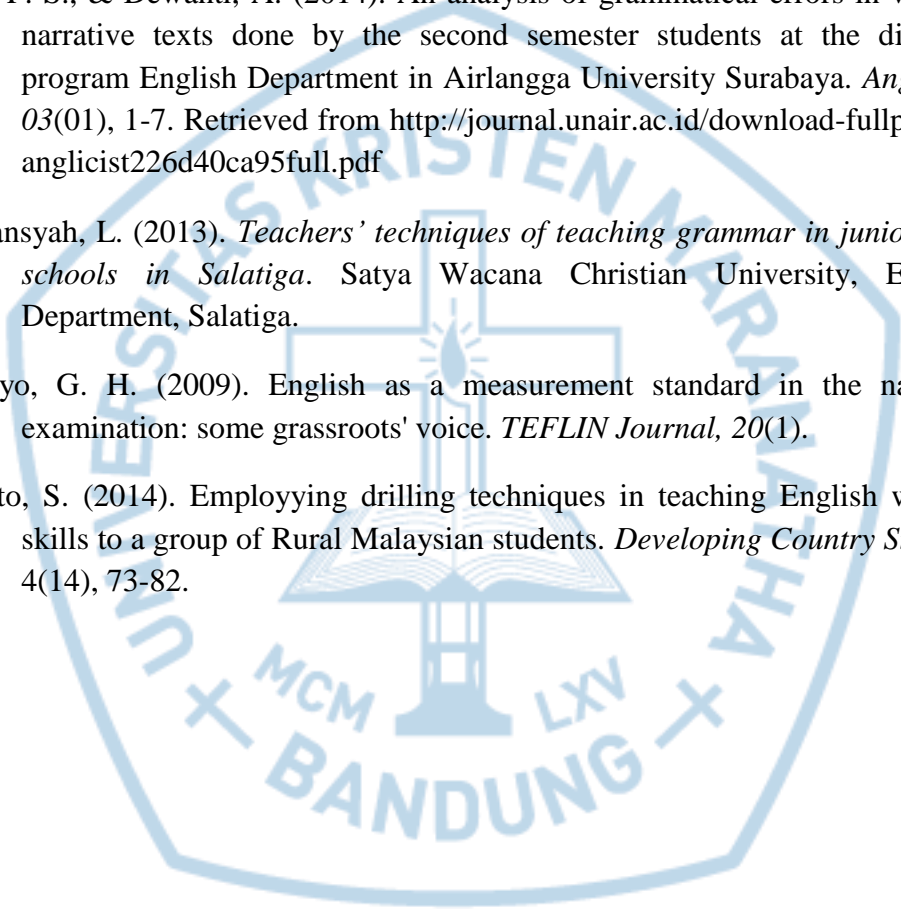 F. S., & Dewanti, A. (2014). An analysis of grammatical errors in
narrative texts done by the second semester students at the
program English Department in Airlangga University Surabaya.
03(01), 1-7. Retrieved from http://journal.unair.ac.id/download-fullp
anglicist226d40ca95full.pdf
ansyah, L. (2013). Teachers' techniques of teaching grammar in
schools in Salatiga. Satya Wacana Christian University,
Department, Salatiga.
yo, G. H. (2009). English as a measurement standard in the
examination: some grassroots' voice. TEFLIN Journal, 20(1).
to, S. (2014). Employying drilling techniques in teaching English
skills to a group of Rural Malaysian students. Developing Country
4(14), 73-82.
UNIVERSITAS KRISTEN MARANATHA
MCM LXV
BANDUNG